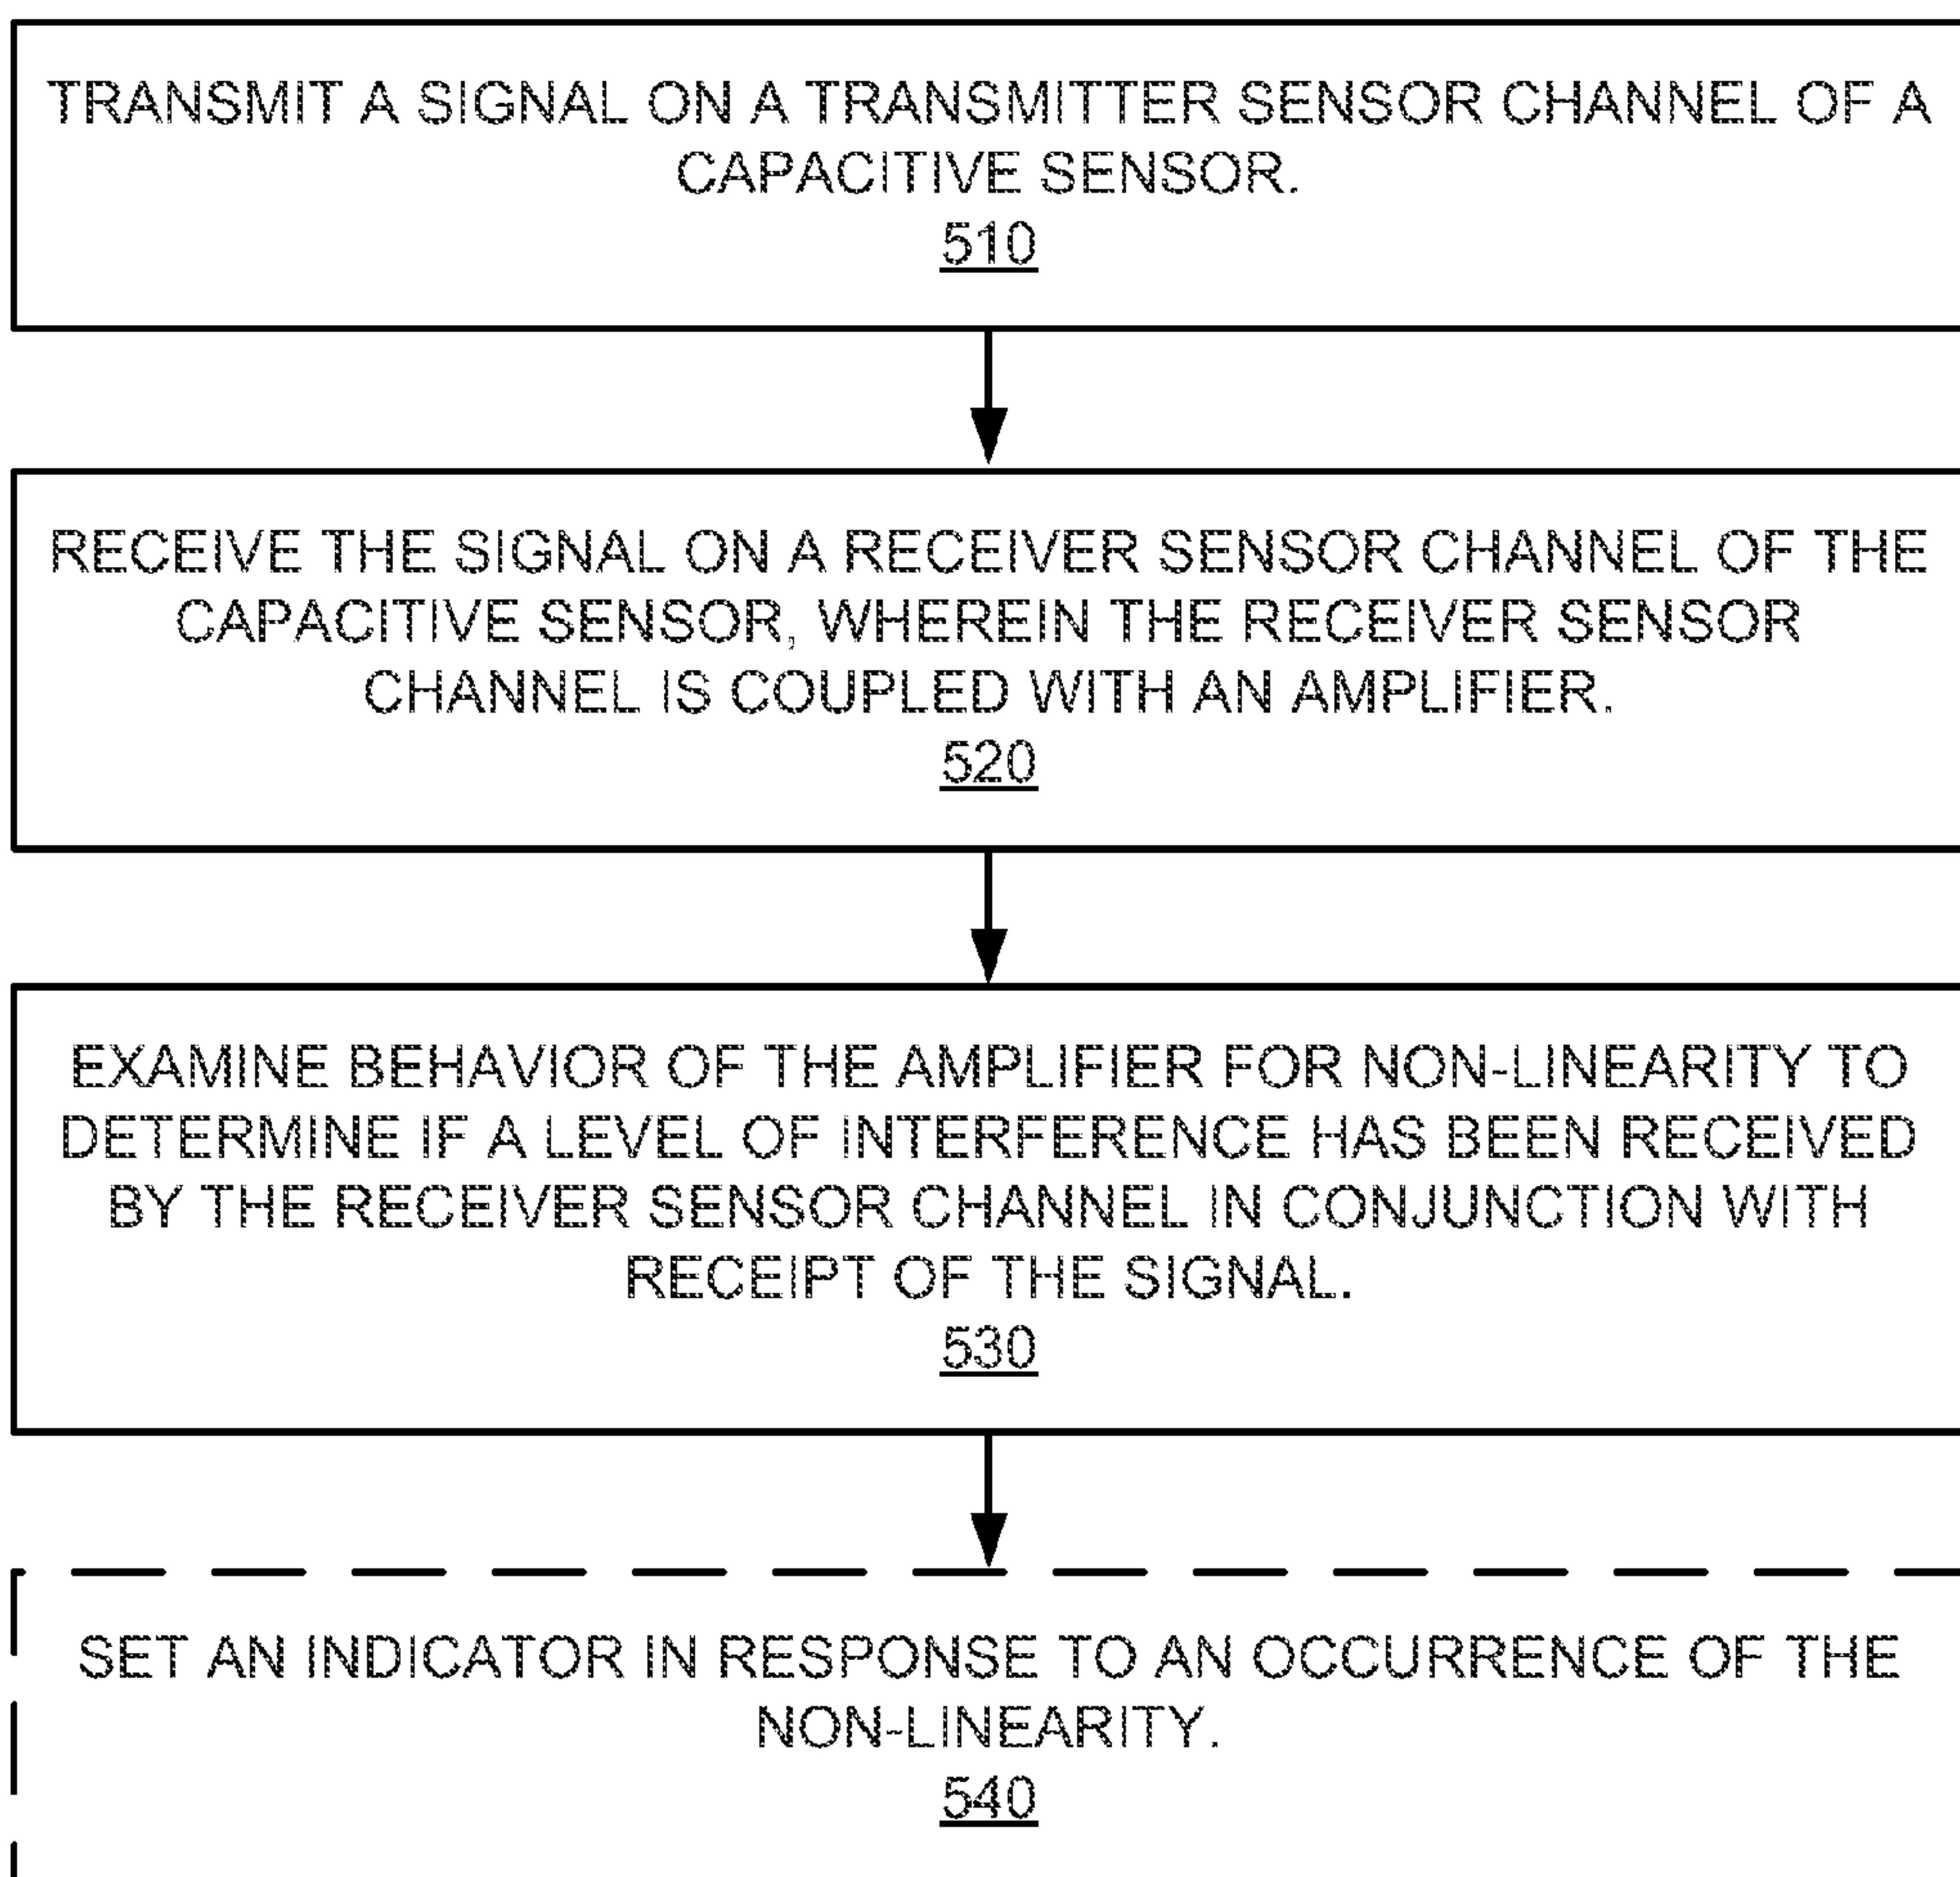 TRANSMIT A SIGNAL ON A TRANSMITTER SENSOR CHANNEL OF A
CAPACITIVE SENSOR.
510
RECEIVE THE SIGNAL ON A RECEIVER SENSOR CHANNEL OF THE
CAPACITIVE SENSOR, WHEREIN THE RECEIVER SENSOR
CHANNEL IS COUPLED WITH AN AMPLIFIER.
520
EXAMINE BEHAVIOR OF THE AMPLIFIER FOR NON-LINEARITY TO
DETERMINE IF A LEVEL OF INTERFERENCE HAS BEEN RECEIVED
BY THE RECEIVER SENSOR CHANNEL IN CONJUNCTION WITH
RECEIPT OF THE SIGNAL.
530
SET AN INDICATOR IN RESPONSE TO AN OCCURRENCE OF THE
NON-LINEARITY.
540